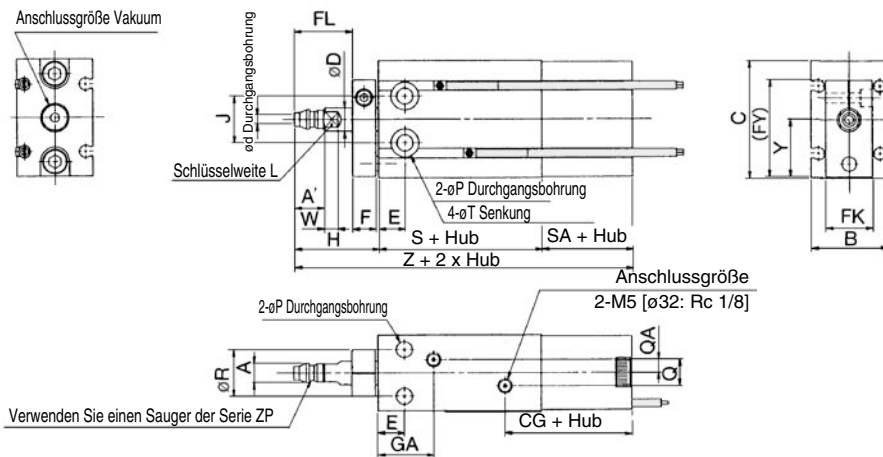 Anschlussgröße Vakuum
FL
øD
ød Durchgangsbohrung
J
Schlüsselweite L
A'
W
F
E
H
2-øP Durchgangsbohrung
4-øT Senkung
S + Hub
SA + Hub
Z + 2 x Hub
C
(FY)
Y
FK
B
Anschlussgröße
2-M5 [ø32: Rc 1/8]
2-øP Durchgangsbohrung
øR
A
QA
Q
Verwenden Sie einen Sauger der Serie ZP
E
GA
CG + Hub